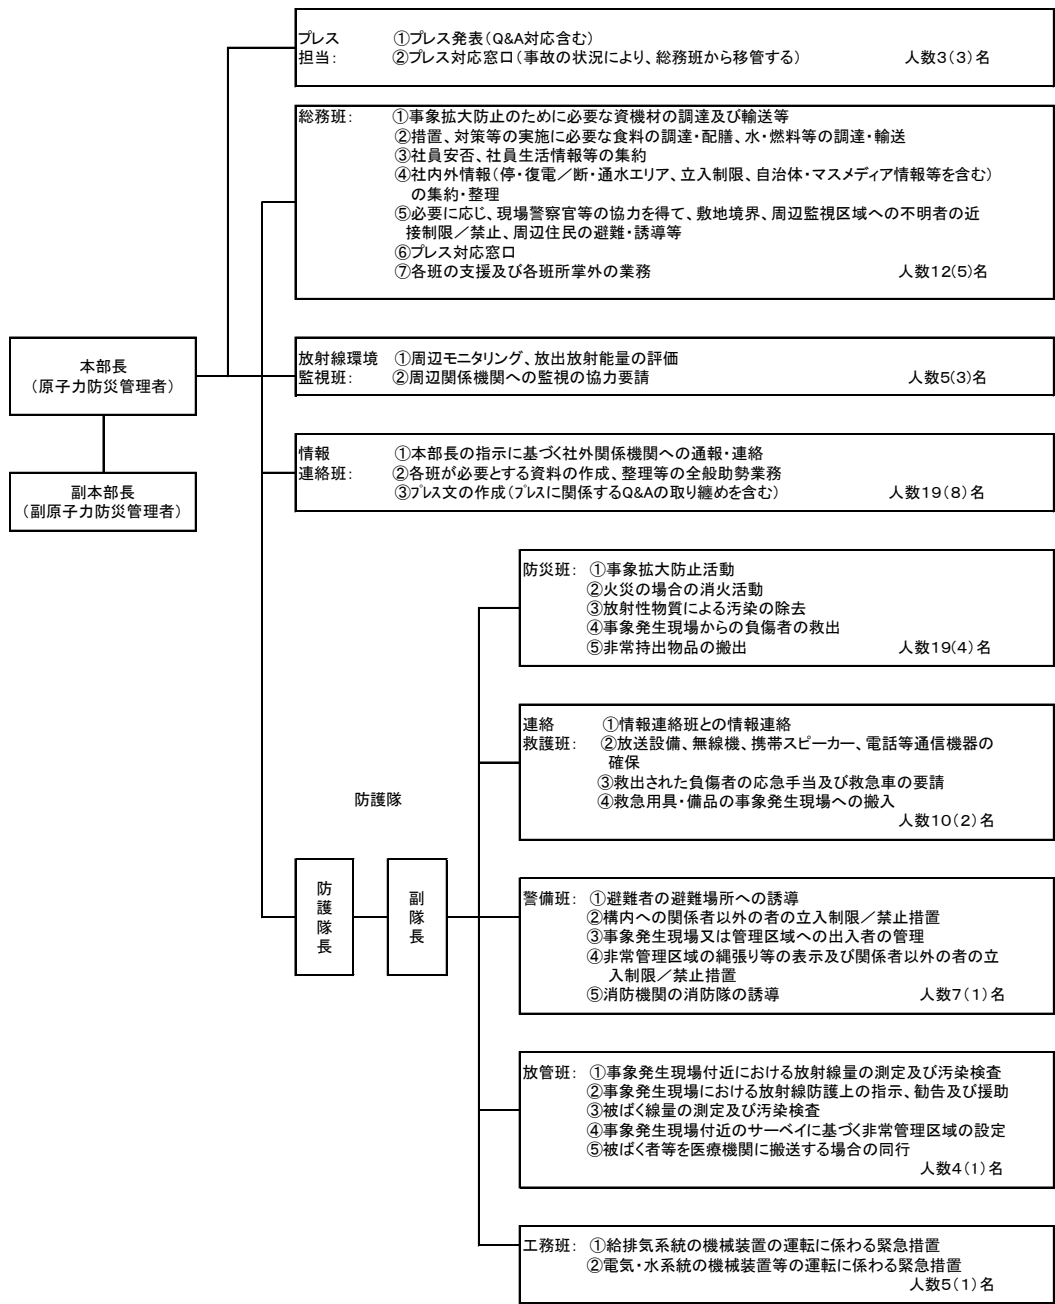 プレス ①プレス発表(Q&A対応含む)
担当: ②プレス対応窓口(事故の状況により、総務班から移管する) 人数3(3)名
総務班: ①事象拡大防止のために必要な資機材の調達及び輸送等
②措置、対策等の実施に必要な食料の調達・配膳、水・燃料等の調達・輸送
③社員安否、社員生活情報等の集約
④社内外情報(停・復電/断・通水エリア、立入制限、自治体・マスメディア情報等を含む)
の集約・整理
⑤必要に応じ、現場警察官等の協力を得て、敷地境界、周辺監視区域への不明者の近
接制限/禁止、周辺住民の避難・誘導等
⑥プレス対応窓口
⑦各班の支援及び各班所掌外の業務 人数12(5)名
本部長
(原子力防災管理者)
放射線環境 ①周辺モニタリング、放出放射能量の評価
監視班: ②周辺関係機関への監視の協力要請 人数5(3)名
副本部長
(副原子力防災管理者)
情報 ①本部長の指示に基づく社外関係機関への通報・連絡
連絡班: ②各班が必要とする資料の作成、整理等の全般助勢業務
③プレス文の作成(プレスに関係するQ&Aの取り纏めを含む) 人数19(8)名
防災班: ①事象拡大防止活動
②火災の場合の消火活動
③放射性物質による汚染の除去
④事象発生現場からの負傷者の救出
⑤非常持出物品の搬出 人数19(4)名
連絡 ①情報連絡班との情報連絡
救護班: ②放送設備、無線機、携帯スピーカー、電話等通信機器の
確保
③救出された負傷者の応急手当及び救急車の要請
④救急用具・備品の事象発生現場への搬入
人数10(2)名
防護隊
防護隊長
副隊長
警備班: ①避難者の避難場所への誘導
②構内への関係者以外の者の立入制限/禁止措置
③事象発生現場又は管理区域への出入者の管理
④非常管理区域の縄張り等の表示及び関係者以外の者の立
入制限/禁止措置
⑤消防機関の消防隊の誘導 人数7(1)名
放管班: ①事象発生現場付近における放射線量の測定及び汚染検査
②事象発生現場における放射線防護上の指示、勧告及び援助
③被ばく線量の測定及び汚染検査
④事象発生現場付近のサーベイに基づく非常管理区域の設定
⑤被ばく者等を医療機関に搬送する場合の同行
人数4(1)名
工務班: ①給排気系統の機械装置の運転に係わる緊急措置
②電気・水系統の機械装置等の運転に係わる緊急措置
人数5(1)名